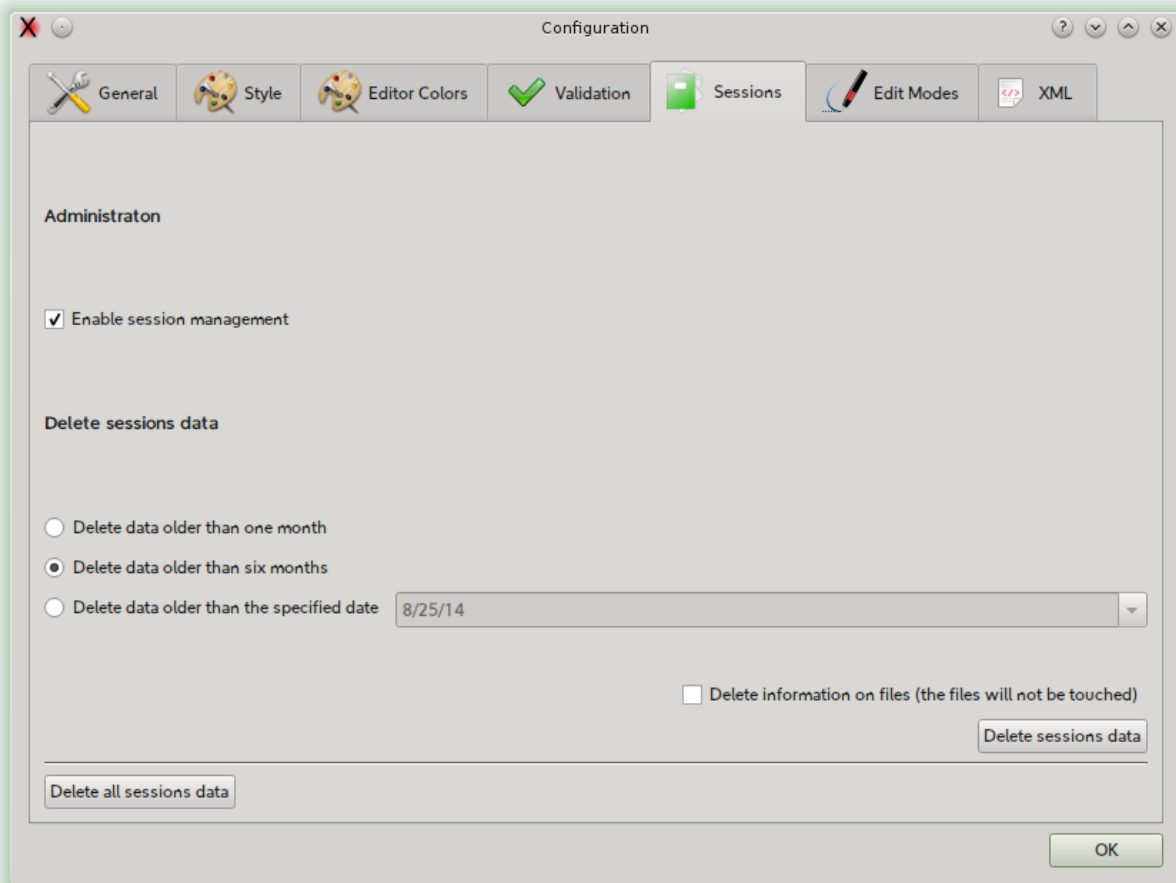 Configuration
General
Style
Editor Colors
Validation
Sessions
Edit Modes
XML
Administraton
Enable session management
Delete sessions data
Delete data older than one month
Delete data older than six months
Delete data older than the specified date
8/25/14
Delete information on files (the files will not be touched)
Delete sessions data
Delete all sessions data
OK